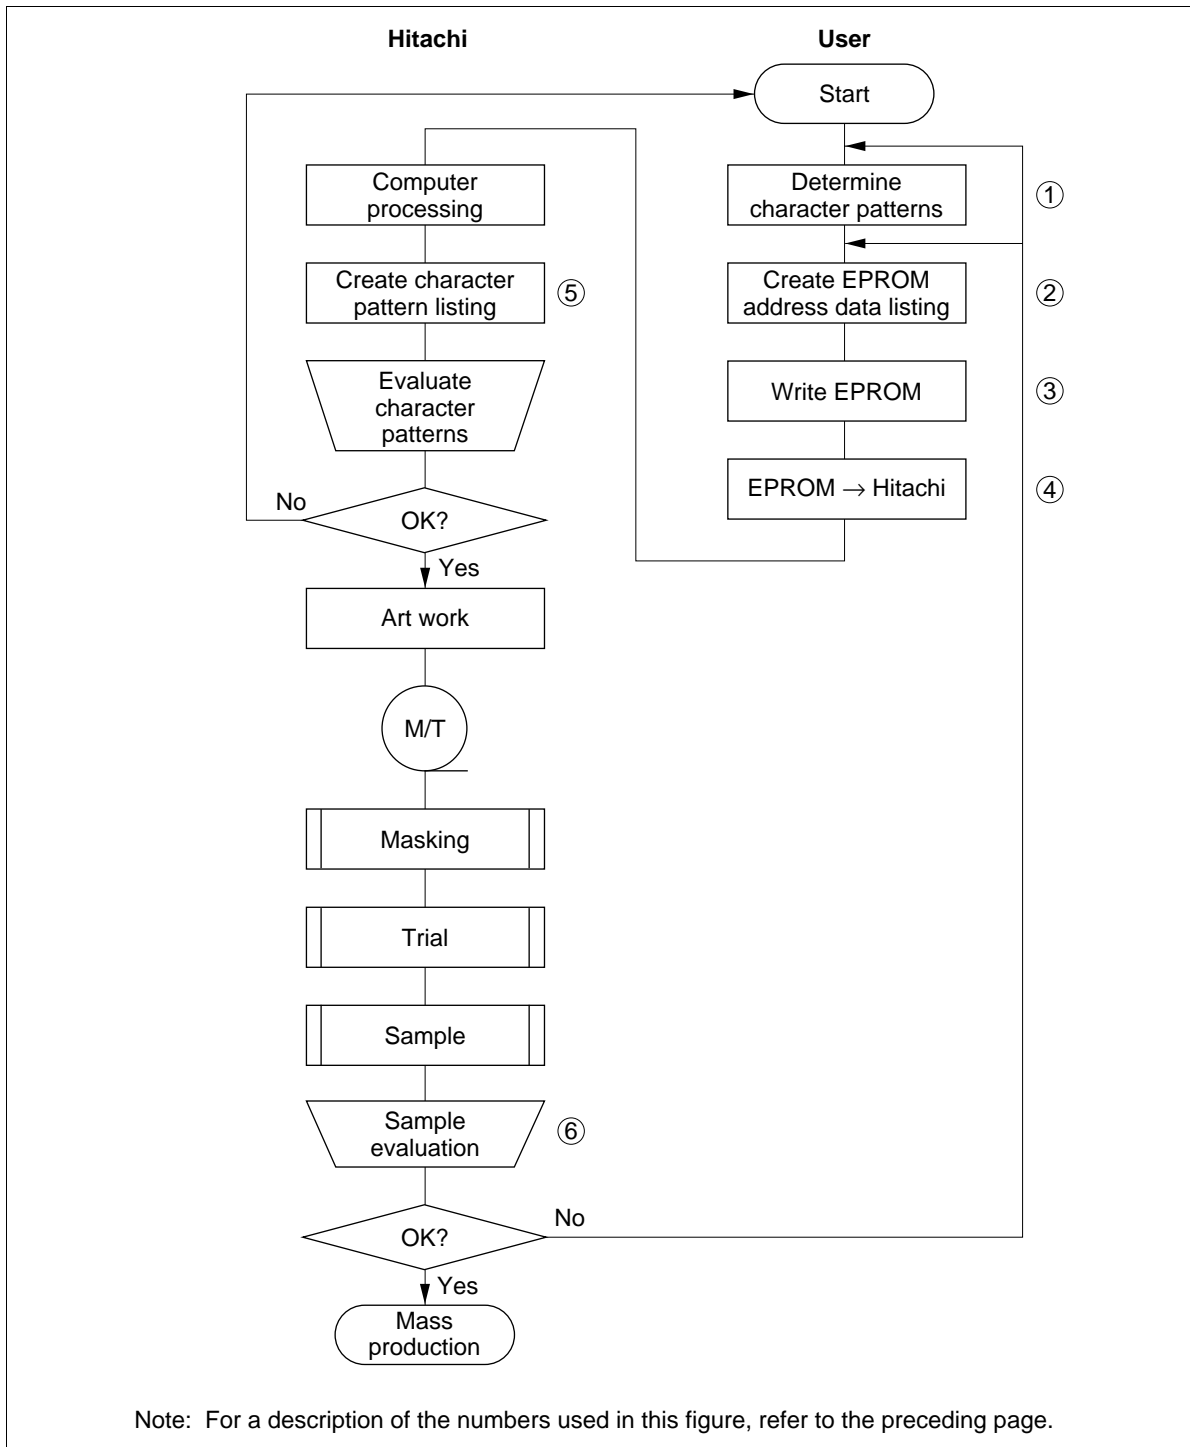 Hitachi
User
Start
Determine
character patterns
①
Create EPROM
address data listing
②
Write EPROM
③
EPROM → Hitachi
④
Computer
processing
Create character
pattern listing
⑤
Evaluate
character
patterns
OK?
No
Yes
Art work
M/T
Masking
Trial
Sample
Sample
evaluation
⑥
OK?
No
Yes
Mass
production
Note: For a description of the numbers used in this figure, refer to the preceding page.